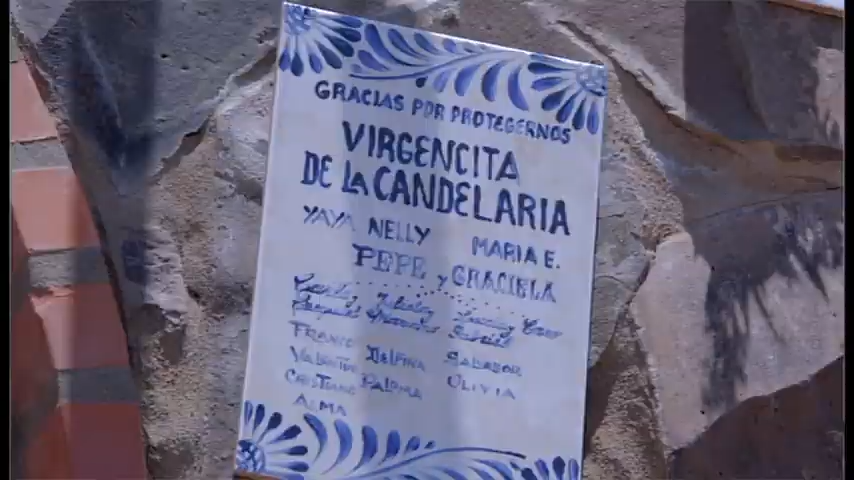 GRACIAS POR PROTEGERNOS
VIRGENCITA
DE LA CANDELARIA
YAYA NELLY MARIA E.
PEPE Y GRACIELA
FRANCO DELFINA SALVADOR
VALENTIN
CRISTIANO PALOMA OLIVIA
ALMA